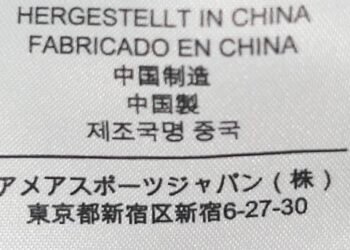 HERGESTELLT IN CHINA
FABRICADO EN CHINA
中国制造
中国製
제조국명 중국
アメアスポーツジャパン(株)
東京都新宿区新宿6-27-30